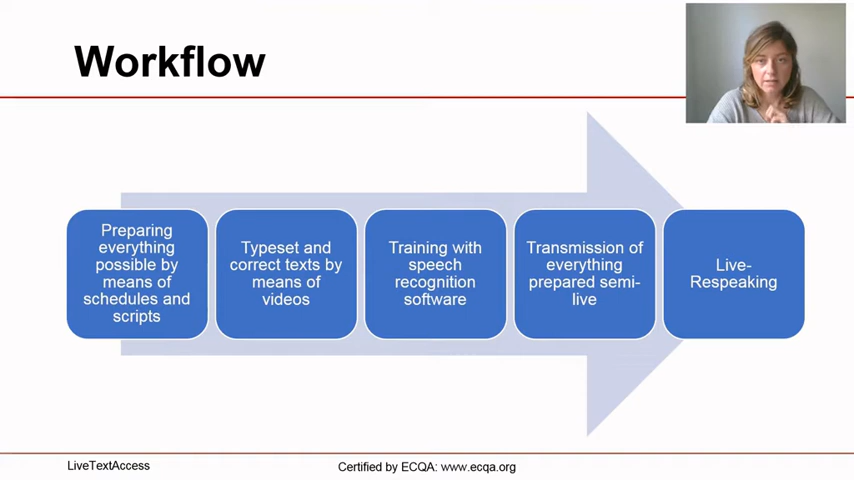 Workflow
Preparing
everything
possible by
means of
schedules and
scripts
Typeset and
correct texts by
means of
videos
Training with
speech
recognition
software
Transmission of
everything
prepared semi-
live
Live-
Respeaking
LiveTextAccess
Certified by ECQA: www.ecqa.org